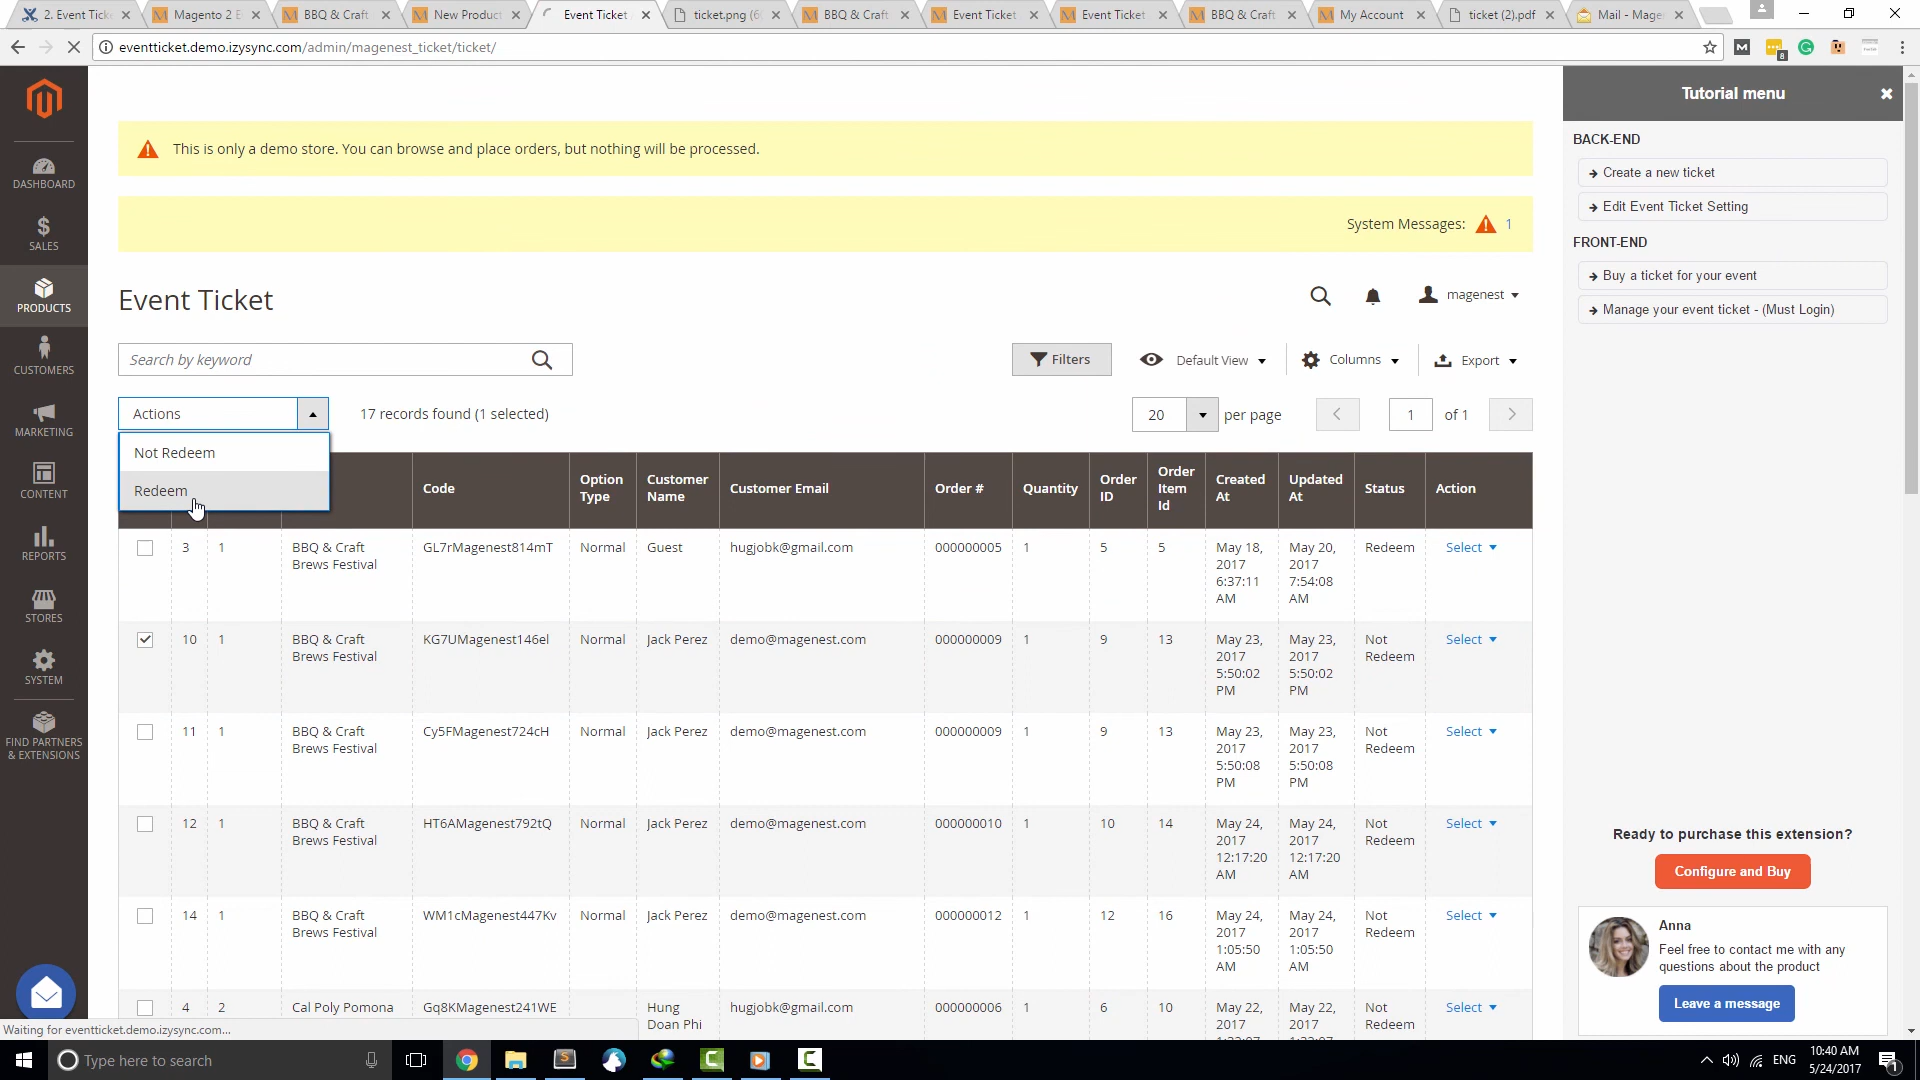 2. Event Tick
Magento 2 E
BBQ & Craft
New Produc
Event Ticket
ticket.png (6
BBQ & Craft
Event Ticket
Event Ticket
BBQ & Craft
My Account
ticket (2).pdf
Mail - Mage
eventticket.demo.izysync.com/admin/magenest_ticket/ticket/
8
DASHBOARD
SALES
PRODUCTS
CUSTOMERS
MARKETING
CONTENT
REPORTS
STORES
SYSTEM
FIND PARTNERS
& EXTENSIONS
This is only a demo store. You can browse and place orders, but nothing will be processed.
System Messages: 1
Event Ticket
magenest
Search by keyword
Filters
Default View
Columns
Export
Actions
17 records found (1 selected)
20 per page
1 of 1
Not Redeem
Redeem
Code
Option Type
Customer Name
Customer Email
Order #
Quantity
Order ID
Order Item Id
Created At
Updated At
Status
Action
3 1 BBQ & Craft Brews Festival GL7rMagenest814mT Normal Guest hugjobk@gmail.com 000000005 1 5 5 May 18, 2017 6:37:11 AM May 20, 2017 7:54:08 AM Redeem Select
10 1 BBQ & Craft Brews Festival KG7UMagenest146el Normal Jack Perez demo@magenest.com 000000009 1 9 13 May 23, 2017 5:50:02 PM May 23, 2017 5:50:02 PM Not Redeem Select
11 1 BBQ & Craft Brews Festival Cy5FMagenest724cH Normal Jack Perez demo@magenest.com 000000009 1 9 13 May 23, 2017 5:50:08 PM May 23, 2017 5:50:08 PM Not Redeem Select
12 1 BBQ & Craft Brews Festival HT6AMagenest792tQ Normal Jack Perez demo@magenest.com 000000010 1 10 14 May 24, 2017 12:17:20 AM May 24, 2017 12:17:20 AM Not Redeem Select
14 1 BBQ & Craft Brews Festival WM1cMagenest447Kv Normal Jack Perez demo@magenest.com 000000012 1 12 16 May 24, 2017 1:05:50 AM May 24, 2017 1:05:50 AM Not Redeem Select
4 2 Cal Poly Pomona Gq8KMagenest241WE Hung Doan Phi hugjobk@gmail.com 000000006 1 6 10 May 22, 2017 May 22, 2017 Not Redeem Select
Tutorial menu
BACK-END
Create a new ticket
Edit Event Ticket Setting
FRONT-END
Buy a ticket for your event
Manage your event ticket - (Must Login)
Ready to purchase this extension?
Configure and Buy
Anna
Feel free to contact me with any
questions about the product
Leave a message
Waiting for eventticket.demo.izysync.com...
Type here to search
ENG
10:40 AM
5/24/2017
1